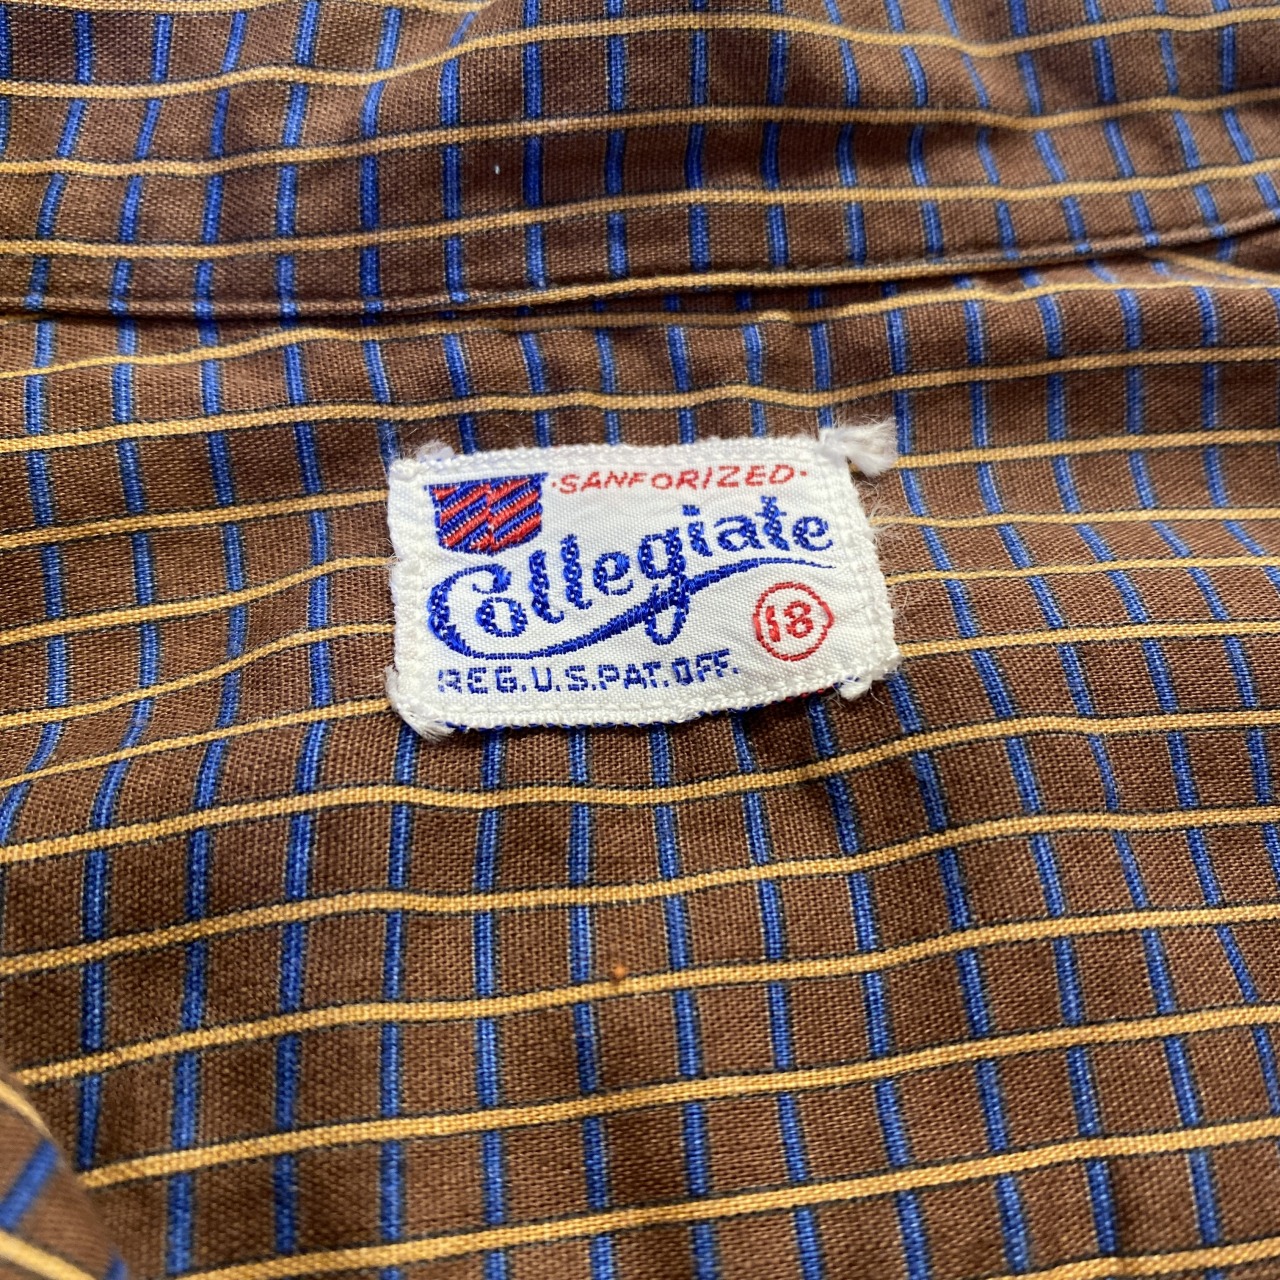 ·SANFORIZED·
Collegiate
18
REG.U.S.PAT.OFF.